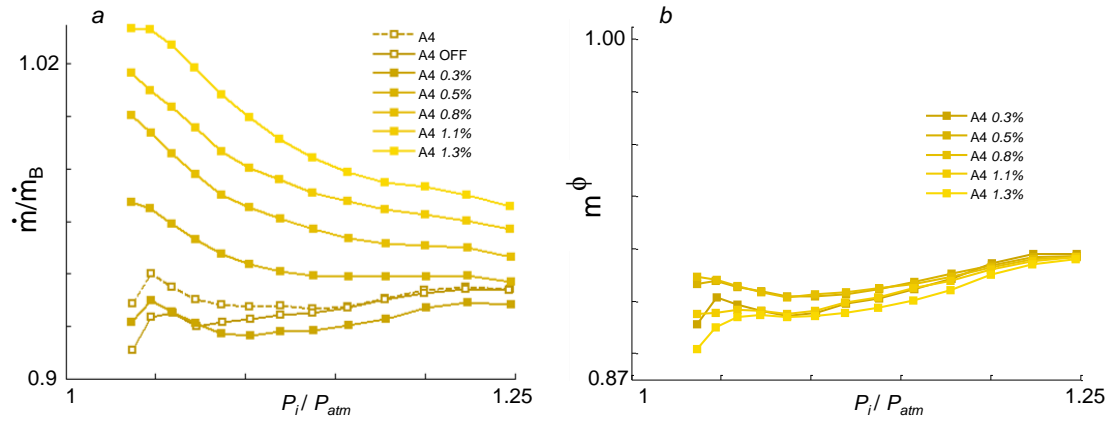 a
ṁ/ṁB
1.02
0.9
1
Pi / Patm
1.25
A4
A4 OFF
A4 0.3%
A4 0.5%
A4 0.8%
A4 1.1%
A4 1.3%
b
m ϕ
1.00
0.87
1
Pi / Patm
1.25
A4 0.3%
A4 0.5%
A4 0.8%
A4 1.1%
A4 1.3%